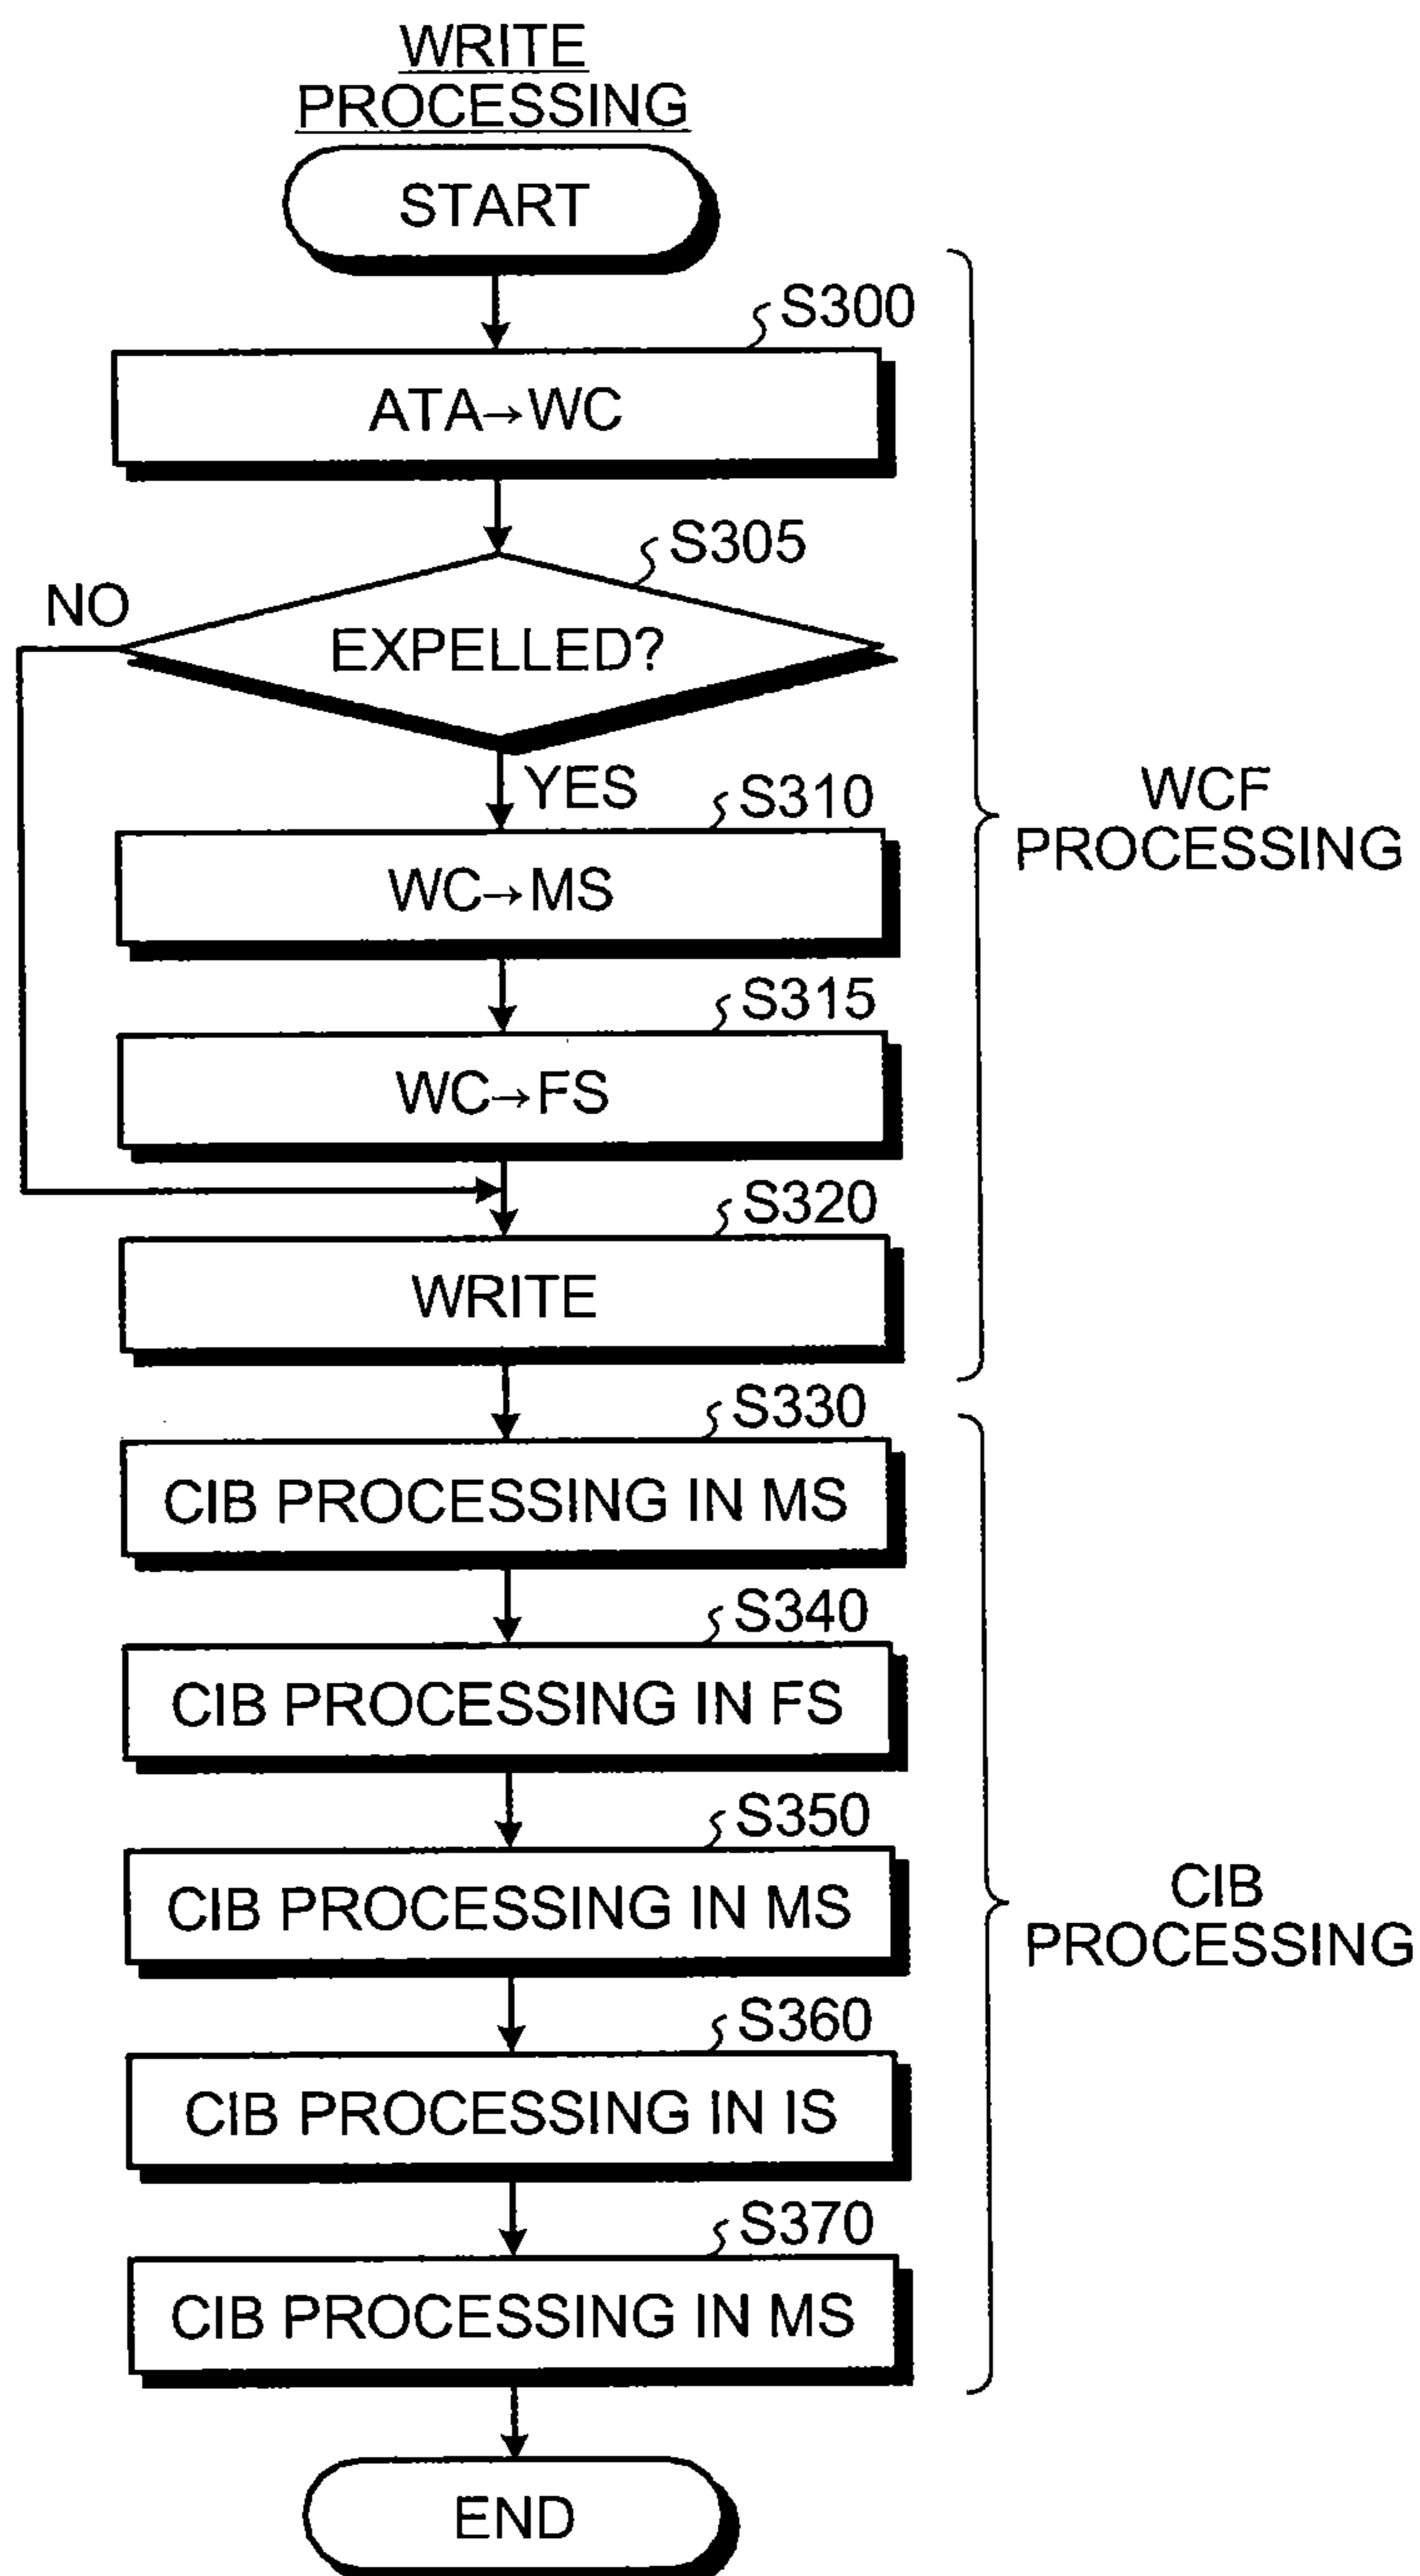 WRITE
PROCESSING
START
S300
ATA→WC
S305
NO
EXPELLED?
YES
S310
WC→MS
WCF
PROCESSING
S315
WC→FS
S320
WRITE
S330
CIB PROCESSING IN MS
S340
CIB PROCESSING IN FS
S350
CIB PROCESSING IN MS
CIB
PROCESSING
S360
CIB PROCESSING IN IS
S370
CIB PROCESSING IN MS
END